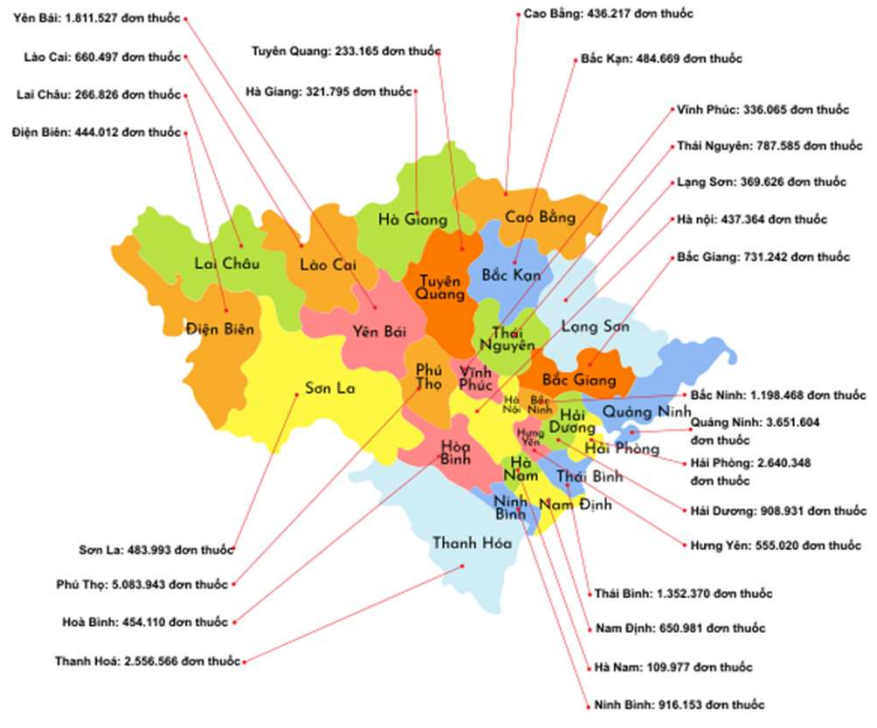 Yên Bái: 1.811.527 đơn thuốc
Lào Cai: 660.497 đơn thuốc
Lai Châu: 266.826 đơn thuốc
Điện Biên: 444.012 đơn thuốc
Tuyên Quang: 233.165 đơn thuốc
Hà Giang: 321.795 đơn thuốc
Cao Bằng: 436.217 đơn thuốc
Bắc Kạn: 484.669 đơn thuốc
Vĩnh Phúc: 336.065 đơn thuốc
Thái Nguyên: 787.585 đơn thuốc
Lạng Sơn: 369.626 đơn thuốc
Hà nội: 437.364 đơn thuốc
Bắc Giang: 731.242 đơn thuốc
Hà Giang
Cao Bằng
Lai Châu
Lào Cai
Tuyên
Quang
Bắc Kạn
Điện Biên
Yên Bái
Thái
Nguyên
Lạng Sơn
Sơn La
Phú
Thọ
Vĩnh
Phúc
Bắc Giang
Hà
Nội
Bắc
Ninh
Hải
Dương
Quảng Ninh
Hưng
Yên
Hải Phòng
Hòa
Bình
Hà
Nam
Thái Bình
Ninh
Bình
Nam Định
Thanh Hóa
Bắc Ninh: 1.198.468 đơn thuốc
Quảng Ninh: 3.651.604
đơn thuốc
Hải Phòng: 2.640.348
đơn thuốc
Hải Dương: 908.931 đơn thuốc
Hưng Yên: 555.020 đơn thuốc
Sơn La: 483.993 đơn thuốc
Phú Thọ: 5.083.943 đơn thuốc
Hoà Bình: 454.110 đơn thuốc
Thanh Hoá: 2.556.566 đơn thuốc
Thái Bình: 1.352.370 đơn thuốc
Nam Định: 650.981 đơn thuốc
Hà Nam: 109.977 đơn thuốc
Ninh Bình: 916.153 đơn thuốc